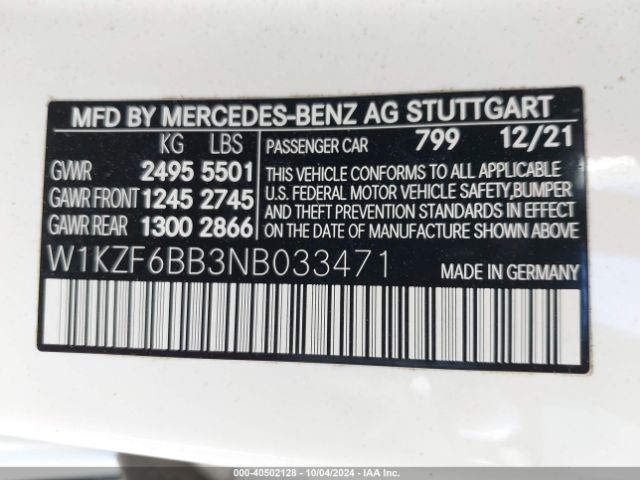 MFD BY MERCEDES-BENZ AG STUTTGART
KG LBS
GVWR 2495 5501
GAWR FRONT 1245 2745
GAWR REAR 1300 2866
PASSENGER CAR 799 12/21
THIS VEHICLE CONFORMS TO ALL APPLICABLE
U.S. FEDERAL MOTOR VEHICLE SAFETY,BUMPER
AND THEFT PREVENTION STANDARDS IN EFFECT
ON THE DATE OF MANUFACTURE SHOWN ABOVE.
W1KZF6BB3NB033471
MADE IN GERMANY
#40502128 - 10/04/2024 - IAA Inc.